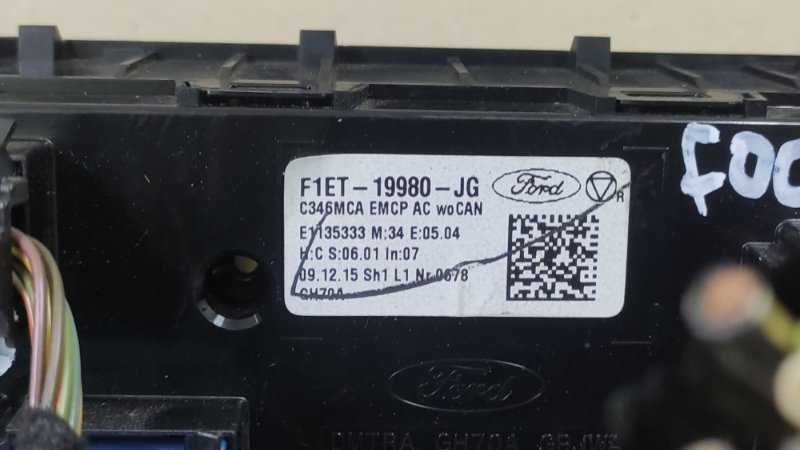 F1ET-19980-JG Ford R
C346MCA EMCP AC woCAN
E1135333 M:34 E:05.04
H:C S:06.01 In:07
09.12.15 Sh1 L1 Nr.0678
GH70A
Ford
GH70A